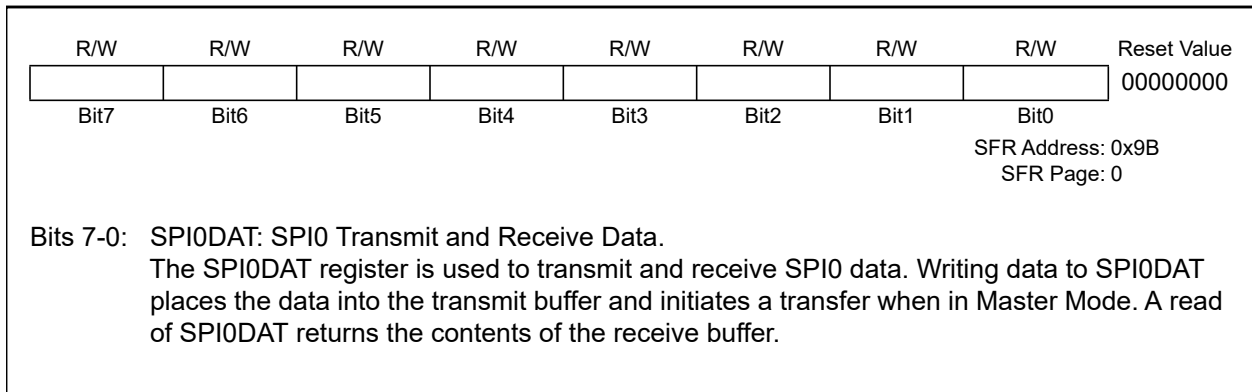 R/W R/W R/W R/W R/W R/W R/W R/W Reset Value
00000000
Bit7 Bit6 Bit5 Bit4 Bit3 Bit2 Bit1 Bit0
SFR Address: 0x9B
SFR Page: 0
Bits 7-0: SPI0DAT: SPI0 Transmit and Receive Data.
The SPI0DAT register is used to transmit and receive SPI0 data. Writing data to SPI0DAT
places the data into the transmit buffer and initiates a transfer when in Master Mode. A read
of SPI0DAT returns the contents of the receive buffer.